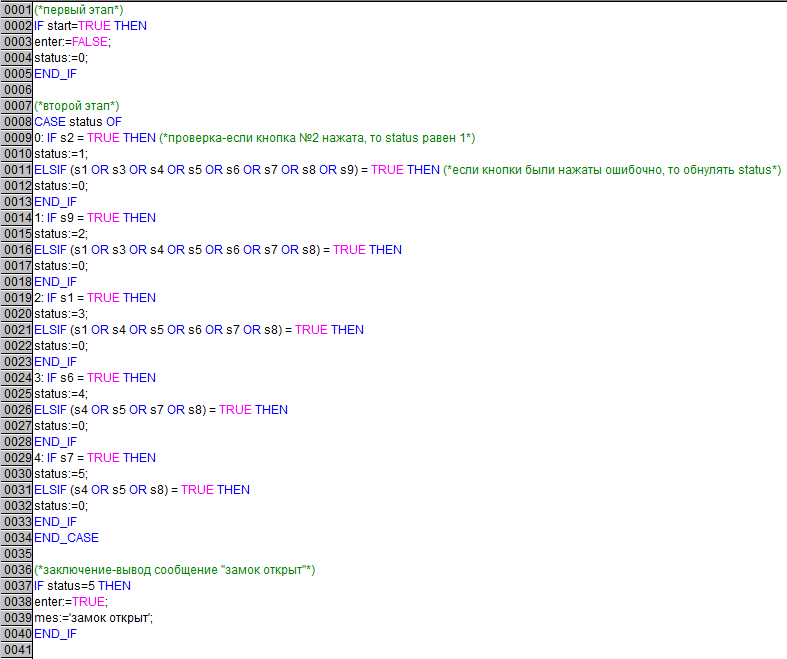 0001 (*первый этап*)
0002 IF start=TRUE THEN
0003 enter:=FALSE;
0004 status:=0;
0005 END_IF
0006
0007 (*второй этап*)
0008 CASE status OF
0009 0: IF s2 = TRUE THEN (*проверка-если кнопка №2 нажата, то status равен 1*)
0010 status:=1;
0011 ELSIF (s1 OR s3 OR s4 OR s5 OR s6 OR s7 OR s8 OR s9) = TRUE THEN (*если кнопки были нажаты ошибочно, то обнулять status*)
0012 status:=0;
0013 END_IF
0014 1: IF s9 = TRUE THEN
0015 status:=2;
0016 ELSIF (s1 OR s3 OR s4 OR s5 OR s6 OR s7 OR s8) = TRUE THEN
0017 status:=0;
0018 END_IF
0019 2: IF s1 = TRUE THEN
0020 status:=3;
0021 ELSIF (s1 OR s4 OR s5 OR s6 OR s7 OR s8) = TRUE THEN
0022 status:=0;
0023 END_IF
0024 3: IF s6 = TRUE THEN
0025 status:=4;
0026 ELSIF (s4 OR s5 OR s7 OR s8) = TRUE THEN
0027 status:=0;
0028 END_IF
0029 4: IF s7 = TRUE THEN
0030 status:=5;
0031 ELSIF (s4 OR s5 OR s8) = TRUE THEN
0032 status:=0;
0033 END_IF
0034 END_CASE
0035
0036 (*заключение-вывод сообщение "замок открыт"*)
0037 IF status=5 THEN
0038 enter:=TRUE;
0039 mes:='замок открыт';
0040 END_IF
0041